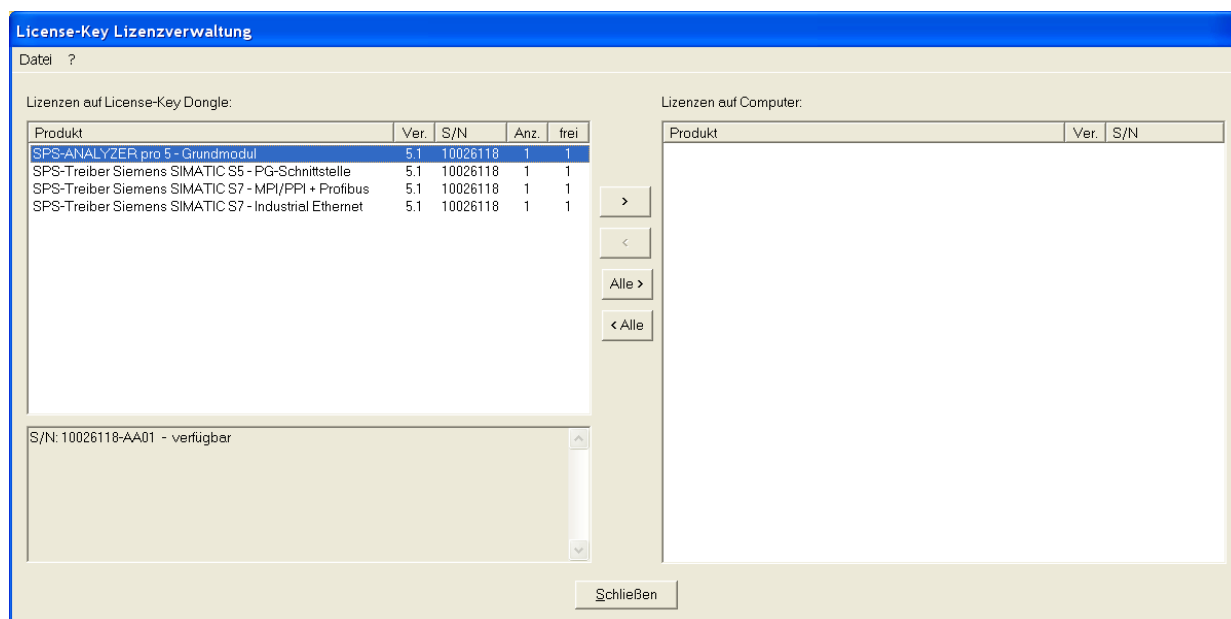 License-Key Lizenzverwaltung
Datei ?
Lizenzen auf License-Key Dongle:
Produkt Ver. S/N Anz. frei
SPS-ANALYZER pro 5 - Grundmodul 5.1 10026118 1 1
SPS-Treiber Siemens SIMATIC S5 - PG-Schnittstelle 5.1 10026118 1 1
SPS-Treiber Siemens SIMATIC S7 - MPI/PPI + Profibus 5.1 10026118 1 1
SPS-Treiber Siemens SIMATIC S7 - Industrial Ethernet 5.1 10026118 1 1
S/N: 10026118-AA01 - verfügbar
>
<
Alle >
< Alle
Lizenzen auf Computer:
Produkt Ver. S/N
Schließen